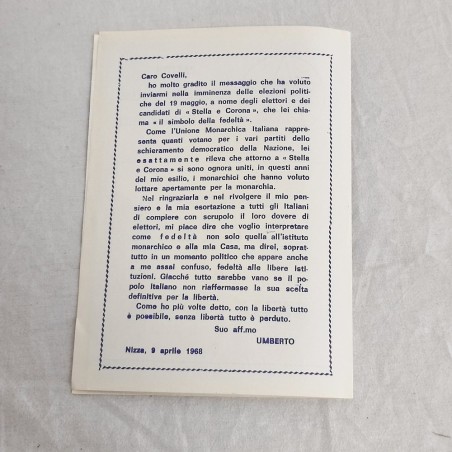 Caro Covelli,
ho molto gradito il messaggio che ha voluto
inviarmi nella imminenza delle elezioni politi-
che del 19 maggio, a nome degli elettori e dei
candidati di « Stella e Corona », che lei chia-
ma « il simbolo della fedeltà ».
Come l'Unione Monarchica Italiana rappre-
senta quanti votano per i vari partiti dello
schieramento democratico della Nazione, lei
esattamente rileva che attorno a « Stella
e Corona » si sono ognora uniti, in questi anni
del mio esilio, i monarchici che hanno voluto
lottare apertamente per la monarchia.
Nel ringraziarla e nel rivolgere il mio pen-
siero e la mia esortazione a tutti gli Italiani
di compiere con scrupolo il loro dovere di
elettori, mi piace dire che voglio interpretare
come fedeltà non solo quella all'istituto
monarchico e alla mia Casa, ma direi, soprat-
tutto in un momento politico che appare anche
a me assai confuso, fedeltà alle libere isti-
tuzioni. Giacché tutto sarebbe vano se il po-
polo Italiano non riaffermasse la sua scelta
definitiva per la libertà.
Come ho più volte detto, con la libertà tutto
è possibile, senza libertà tutto è perduto.
Suo aff.mo
UMBERTO
Nizza, 9 aprile 1968